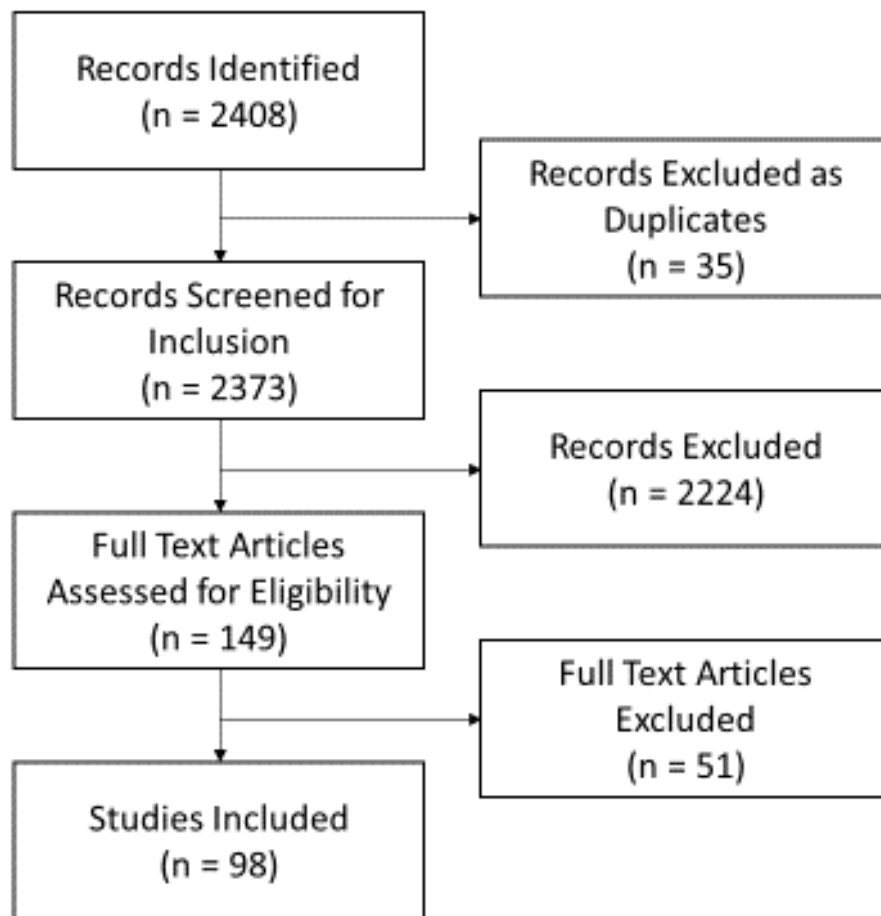 Records Identified
(n = 2408)
Records Excluded as
Duplicates
(n = 35)
Records Screened for
Inclusion
(n = 2373)
Records Excluded
(n = 2224)
Full Text Articles
Assessed for Eligibility
(n = 149)
Full Text Articles
Excluded
(n = 51)
Studies Included
(n = 98)